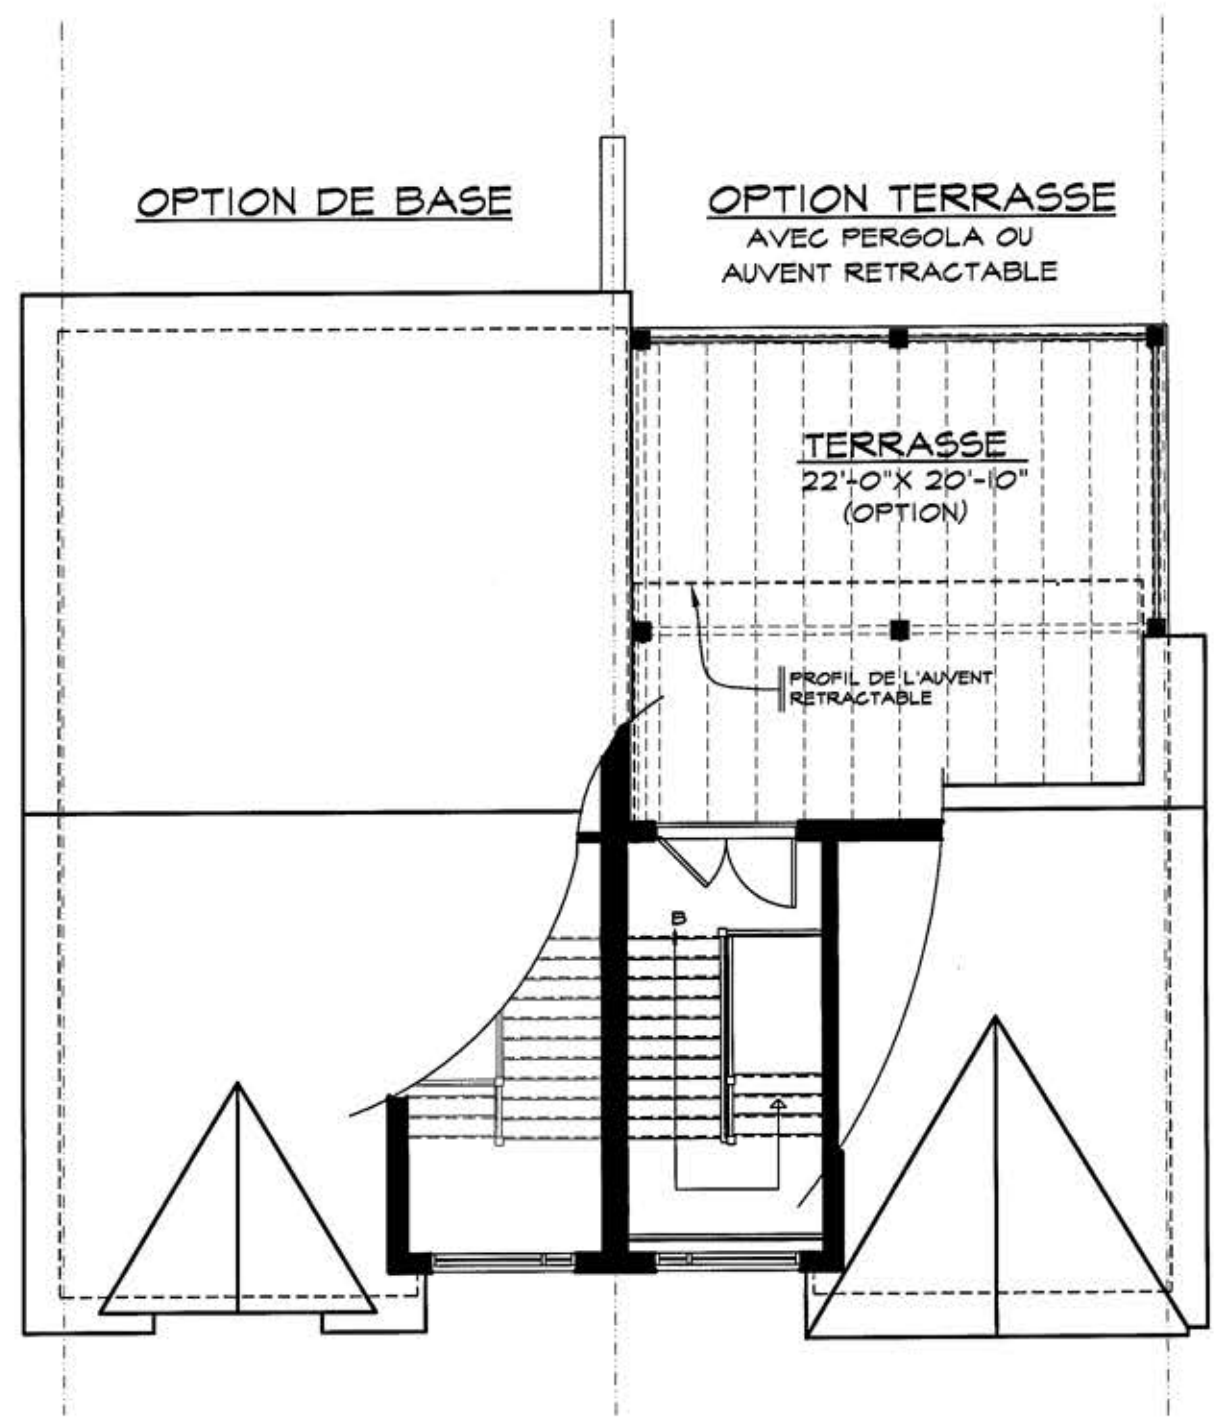 OPTION DE BASE
OPTION TERRASSE
AVEC PERGOLA OU
AUVENT RETRACTABLE
TERRASSE
22'-0"X 20'-10"
(OPTION)
PROFIL DE L'AUVENT
RETRACTABLE
B